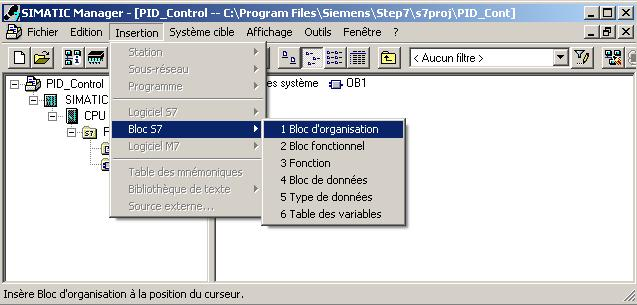 SIMATIC Manager - [PID_Control -- C:\Program Files\Siemens\Step7\s7proj\PID_Cont]
Fichier Edition Insertion Système cible Affichage Outils Fenêtre ?
< Aucun filtre >
PID_Control
SIMATIC
CPU
Station
Sous-réseau
Programme
Logiciel S7
Bloc S7
Logiciel M7
Table des mnémoniques
Bibliothèque de texte
Source externe...
es système OB1
1 Bloc d'organisation
2 Bloc fonctionnel
3 Fonction
4 Bloc de données
5 Type de données
6 Table des variables
Insère Bloc d'organisation à la position du curseur.